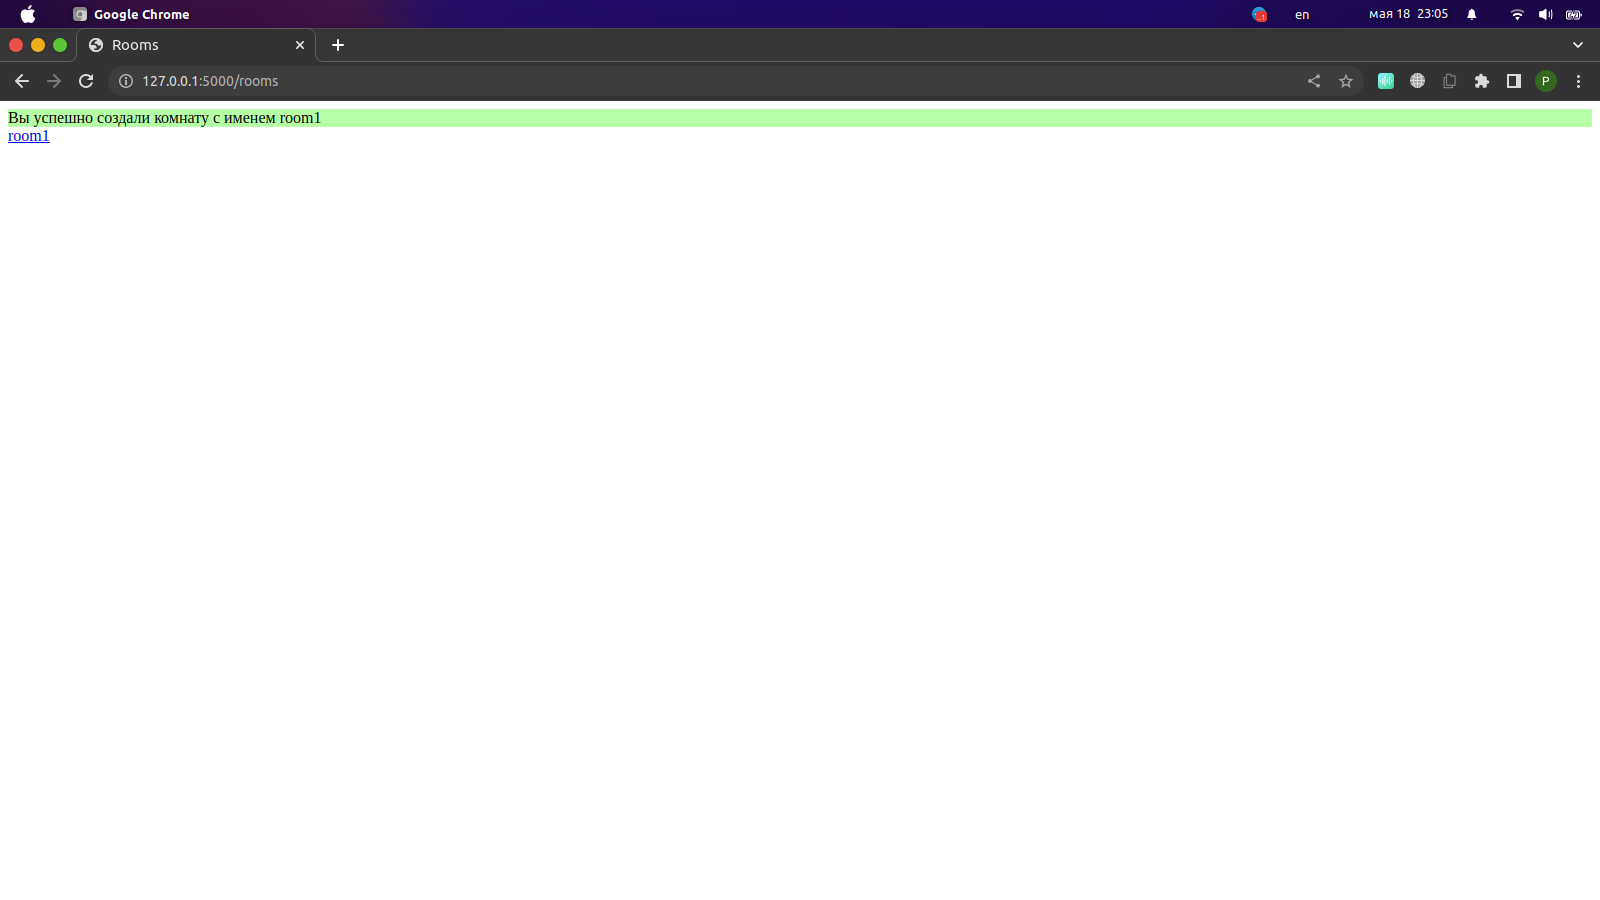 Google Chrome
en
мая 18 23:05
Rooms
127.0.0.1:5000/rooms
P
Вы успешно создали комнату с именем room1
room1